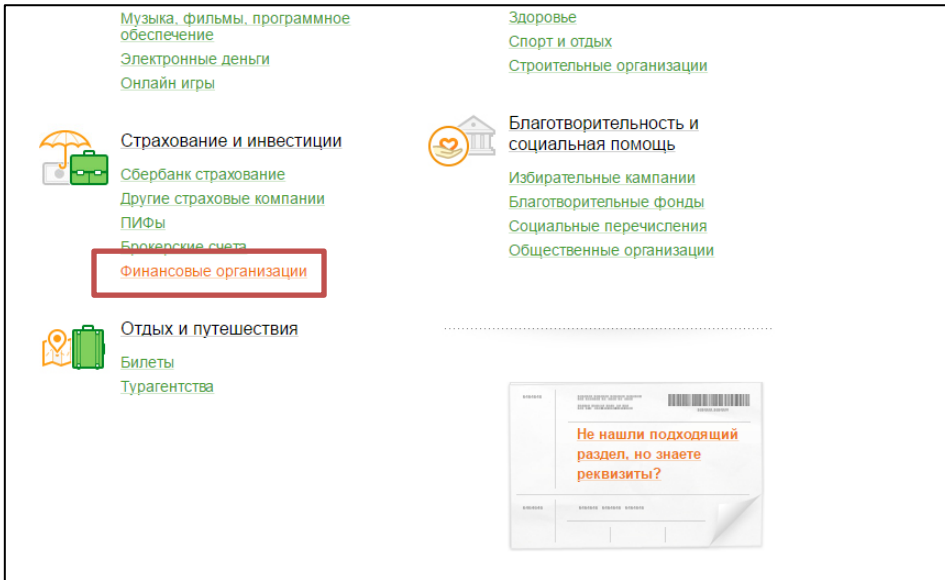 Музыка, фильмы, программное
обеспечение
Электронные деньги
Онлайн игры
Страхование и инвестиции
Сбербанк страхование
Другие страховые компании
ПИФы
Брокерские счета
Финансовые организации
Отдых и путешествия
Билеты
Турагентства
Здоровье
Спорт и отдых
Строительные организации
Благотворительность и
социальная помощь
Избирательные кампании
Благотворительные фонды
Социальные перечисления
Общественные организации
Не нашли подходящий
раздел, но знаете
реквизиты?